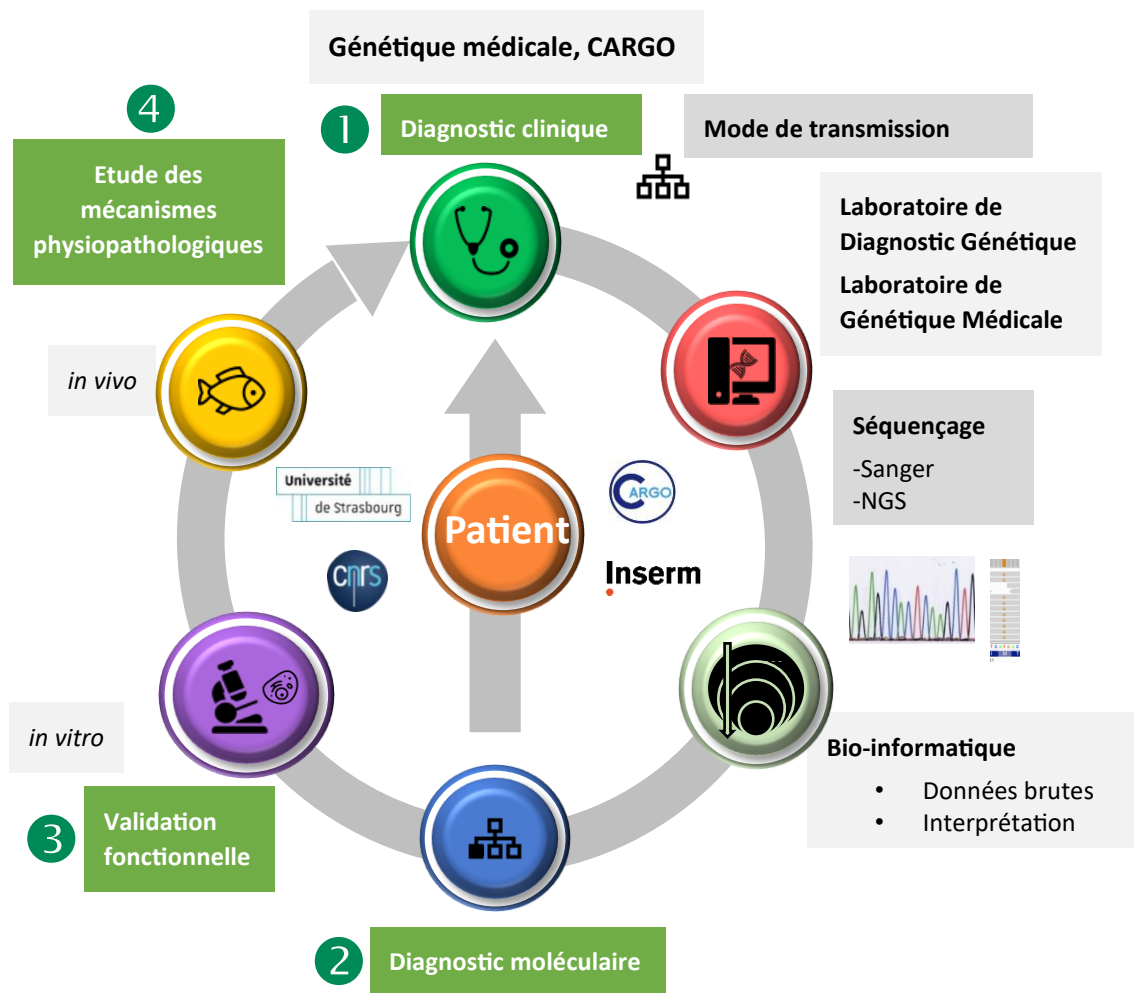 Génétique médicale, CARGO
4
1
Diagnostic clinique
Mode de transmission
Etude des
mécanismes
physiopathologiques
Laboratoire de
Diagnostic Génétique
Laboratoire de
Génétique Médicale
in vivo
Séquençage
-Sanger
-NGS
Université
de Strasbourg
CARGO
Patient
cnrs
Inserm
in vitro
Bio-informatique
• Données brutes
• Interprétation
3
Validation
fonctionnelle
2
Diagnostic moléculaire